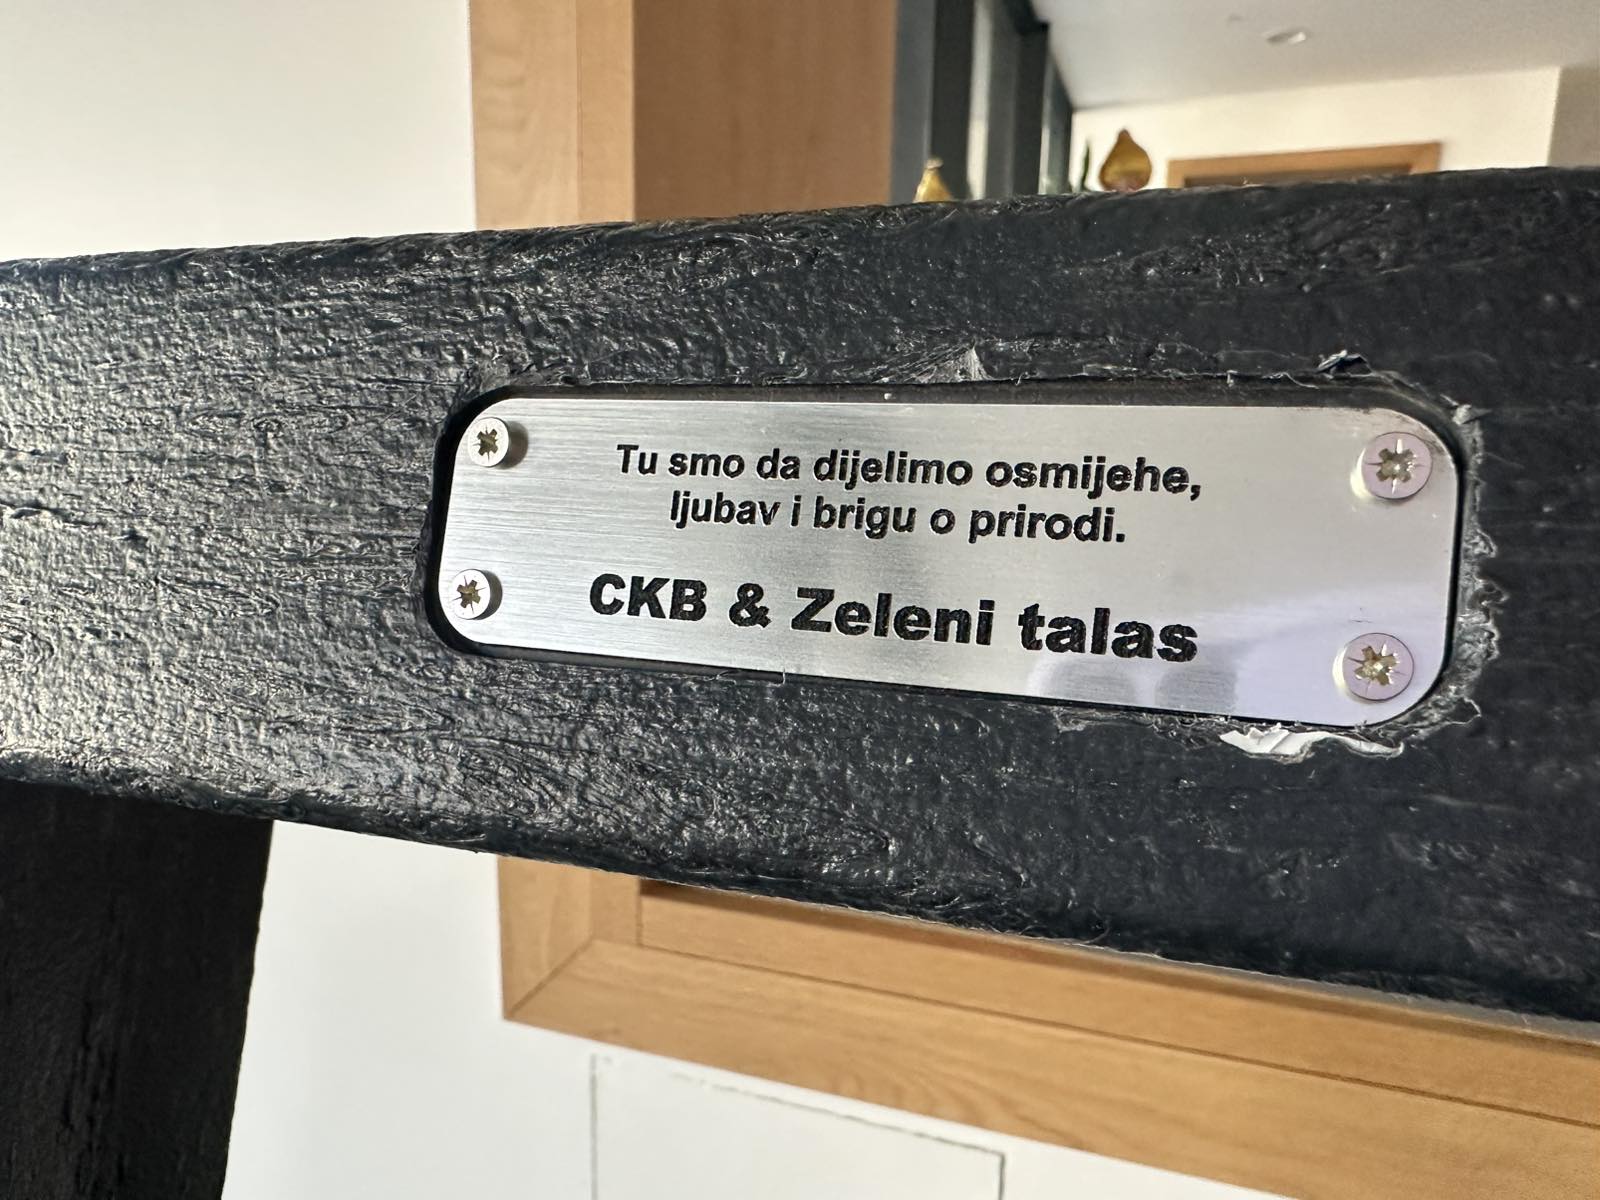 Tu smo da dijelimo osmijehe,
ljubav i brigu o prirodi.
CKB & Zeleni talas